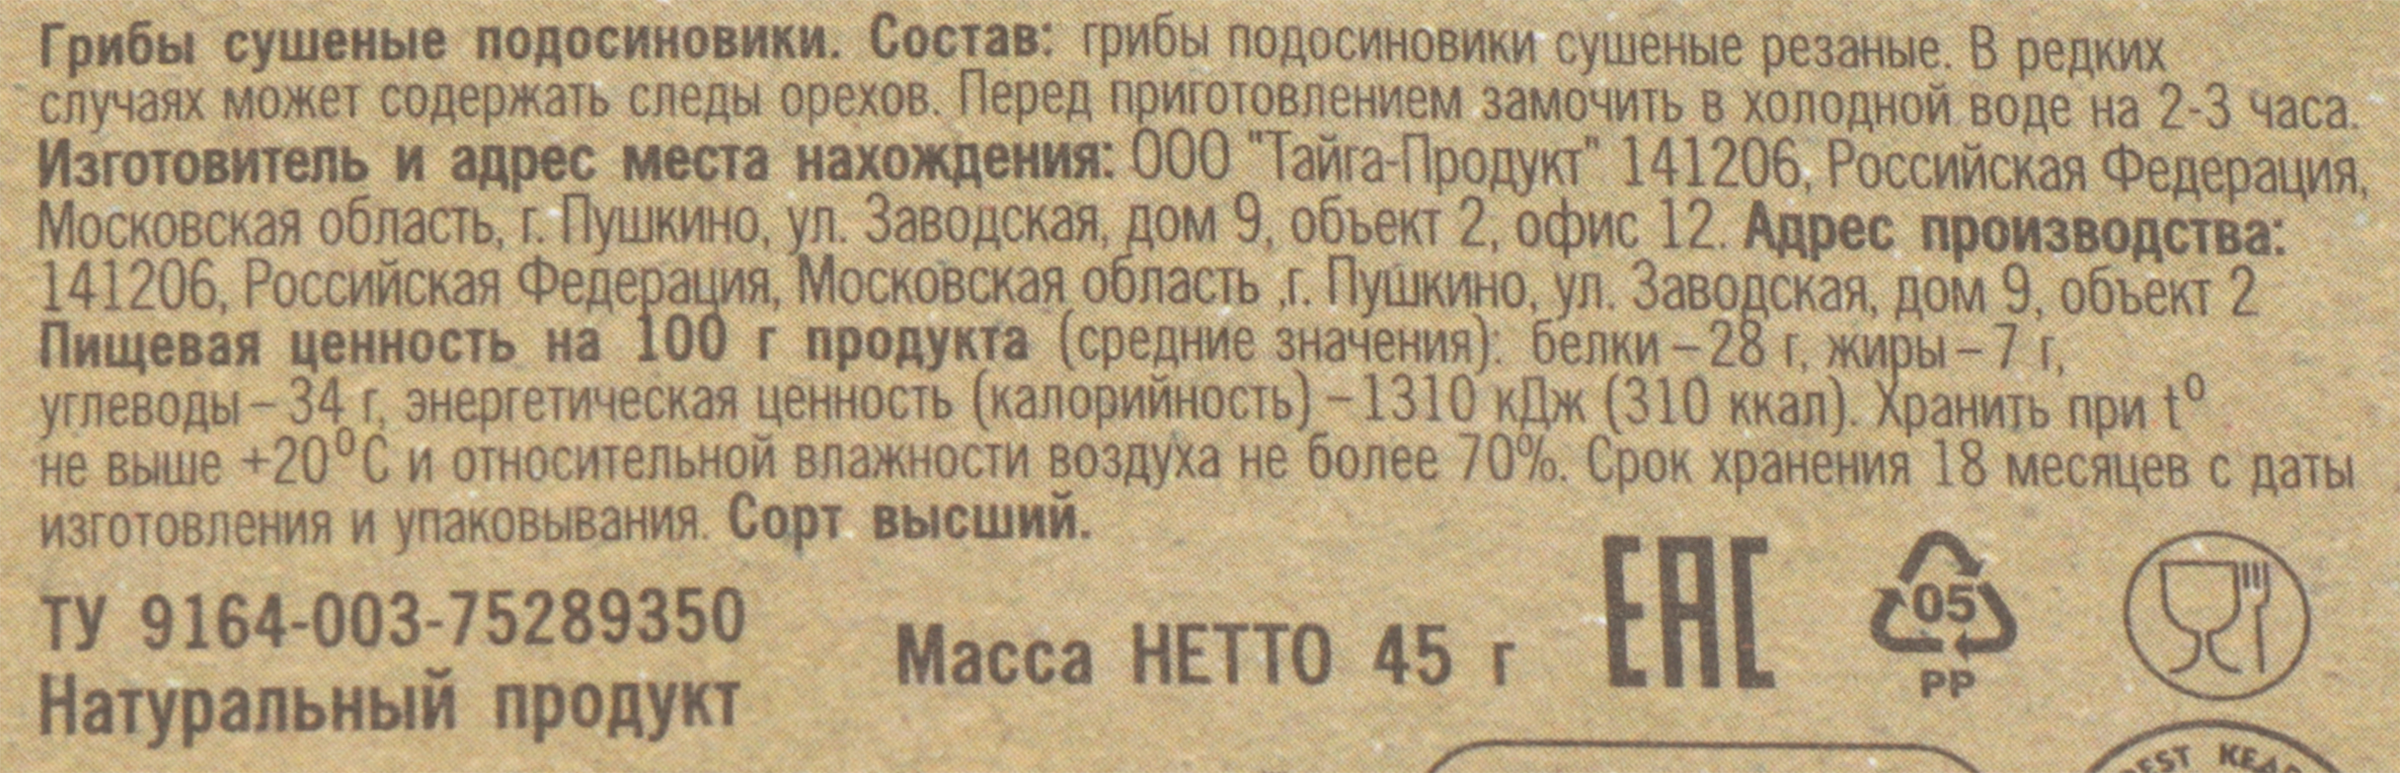 Грибы сушеные подосиновики. Состав: грибы подосиновики сушеные резаные. В редких
случаях может содержать следы орехов. Перед приготовлением замочить в холодной воде на 2-3 часа.
Изготовитель и адрес места нахождения: ООО "Тайга-Продукт" 141206, Российская Федерация,
Московская область, г. Пушкино, ул. Заводская, дом 9, объект 2, офис 12. Адрес производства:
141206, Российская Федерация, Московская область ,г. Пушкино, ул. Заводская, дом 9, объект 2
Пищевая ценность на 100 г продукта (средние значения): белки – 28 г, жиры – 7 г,
углеводы – 34 г, энергетическая ценность (калорийность) – 1310 кДж (310 ккал). Хранить при t°
не выше +20°С и относительной влажности воздуха не более 70%. Срок хранения 18 месяцев с даты
изготовления и упаковывания. Сорт высший.
ТУ 9164-003-75289350
Натуральный продукт
Масса НЕТТО 45 г
ЕАС
05
PP